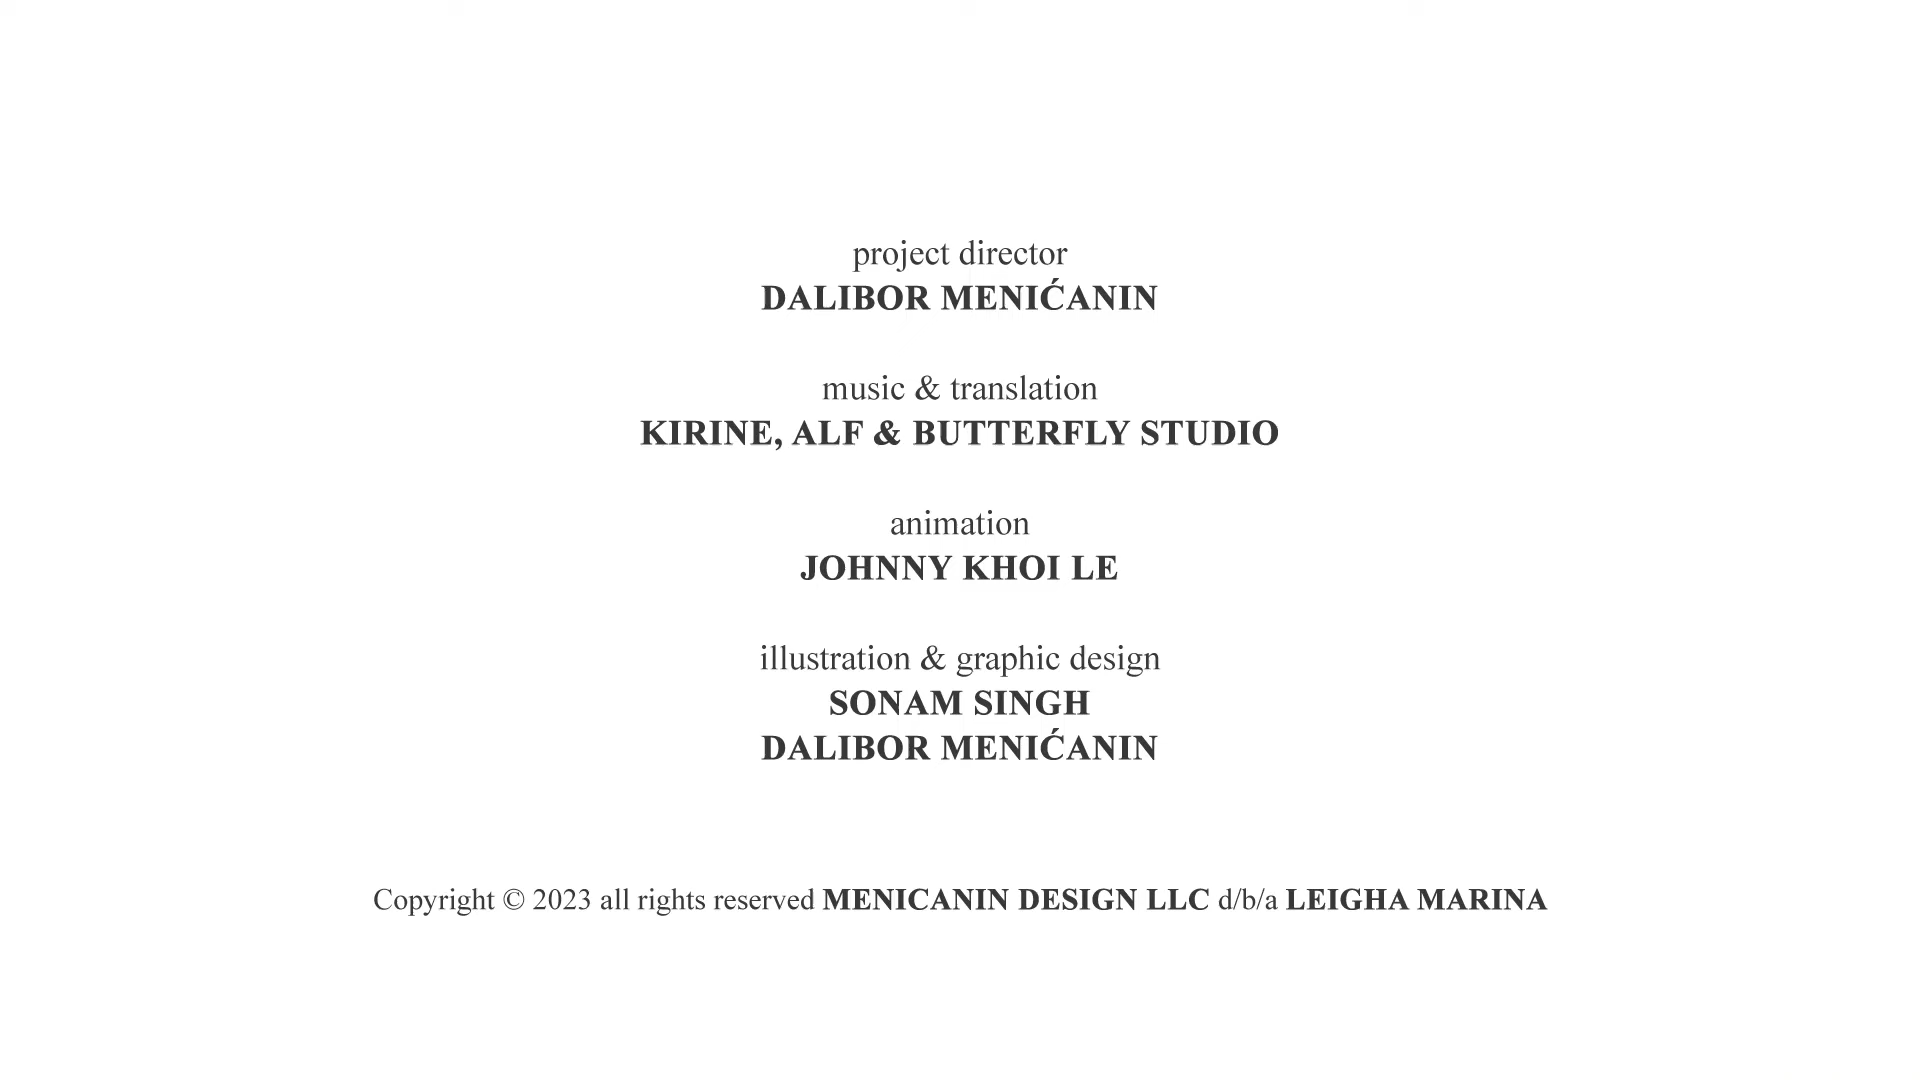 project director
DALIBOR MENIĆANIN
music & translation
KIRINE, ALF & BUTTERFLY STUDIO
animation
JOHNNY KHOI LE
illustration & graphic design
SONAM SINGH
DALIBOR MENIĆANIN
Copyright © 2023 all rights reserved MENICANIN DESIGN LLC d/b/a LEIGHA MARINA